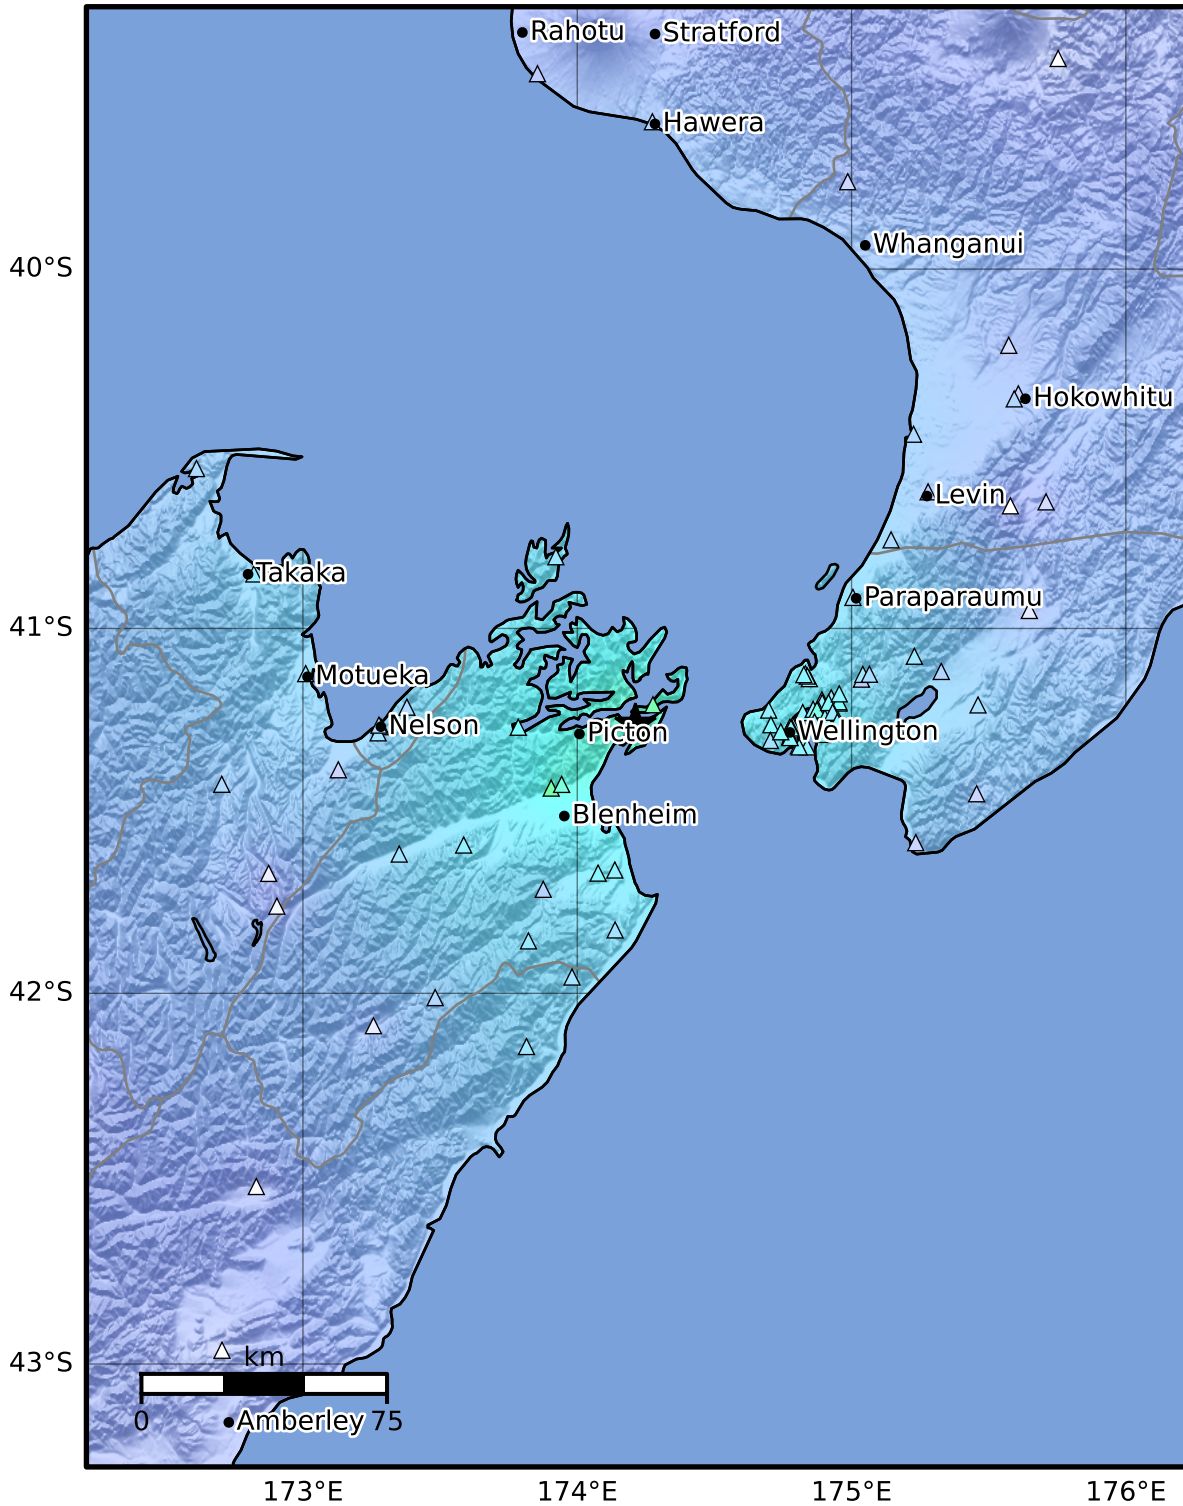 Rahotu
Stratford
Hawera
Whanganui
40°S
Hokowhitu
Levin
Takaka
Paraparaumu
41°S
Motueka
Nelson
Picton
Wellington
Blenheim
42°S
km
43°S
0
75
Amberley
173°E
174°E
175°E
176°E